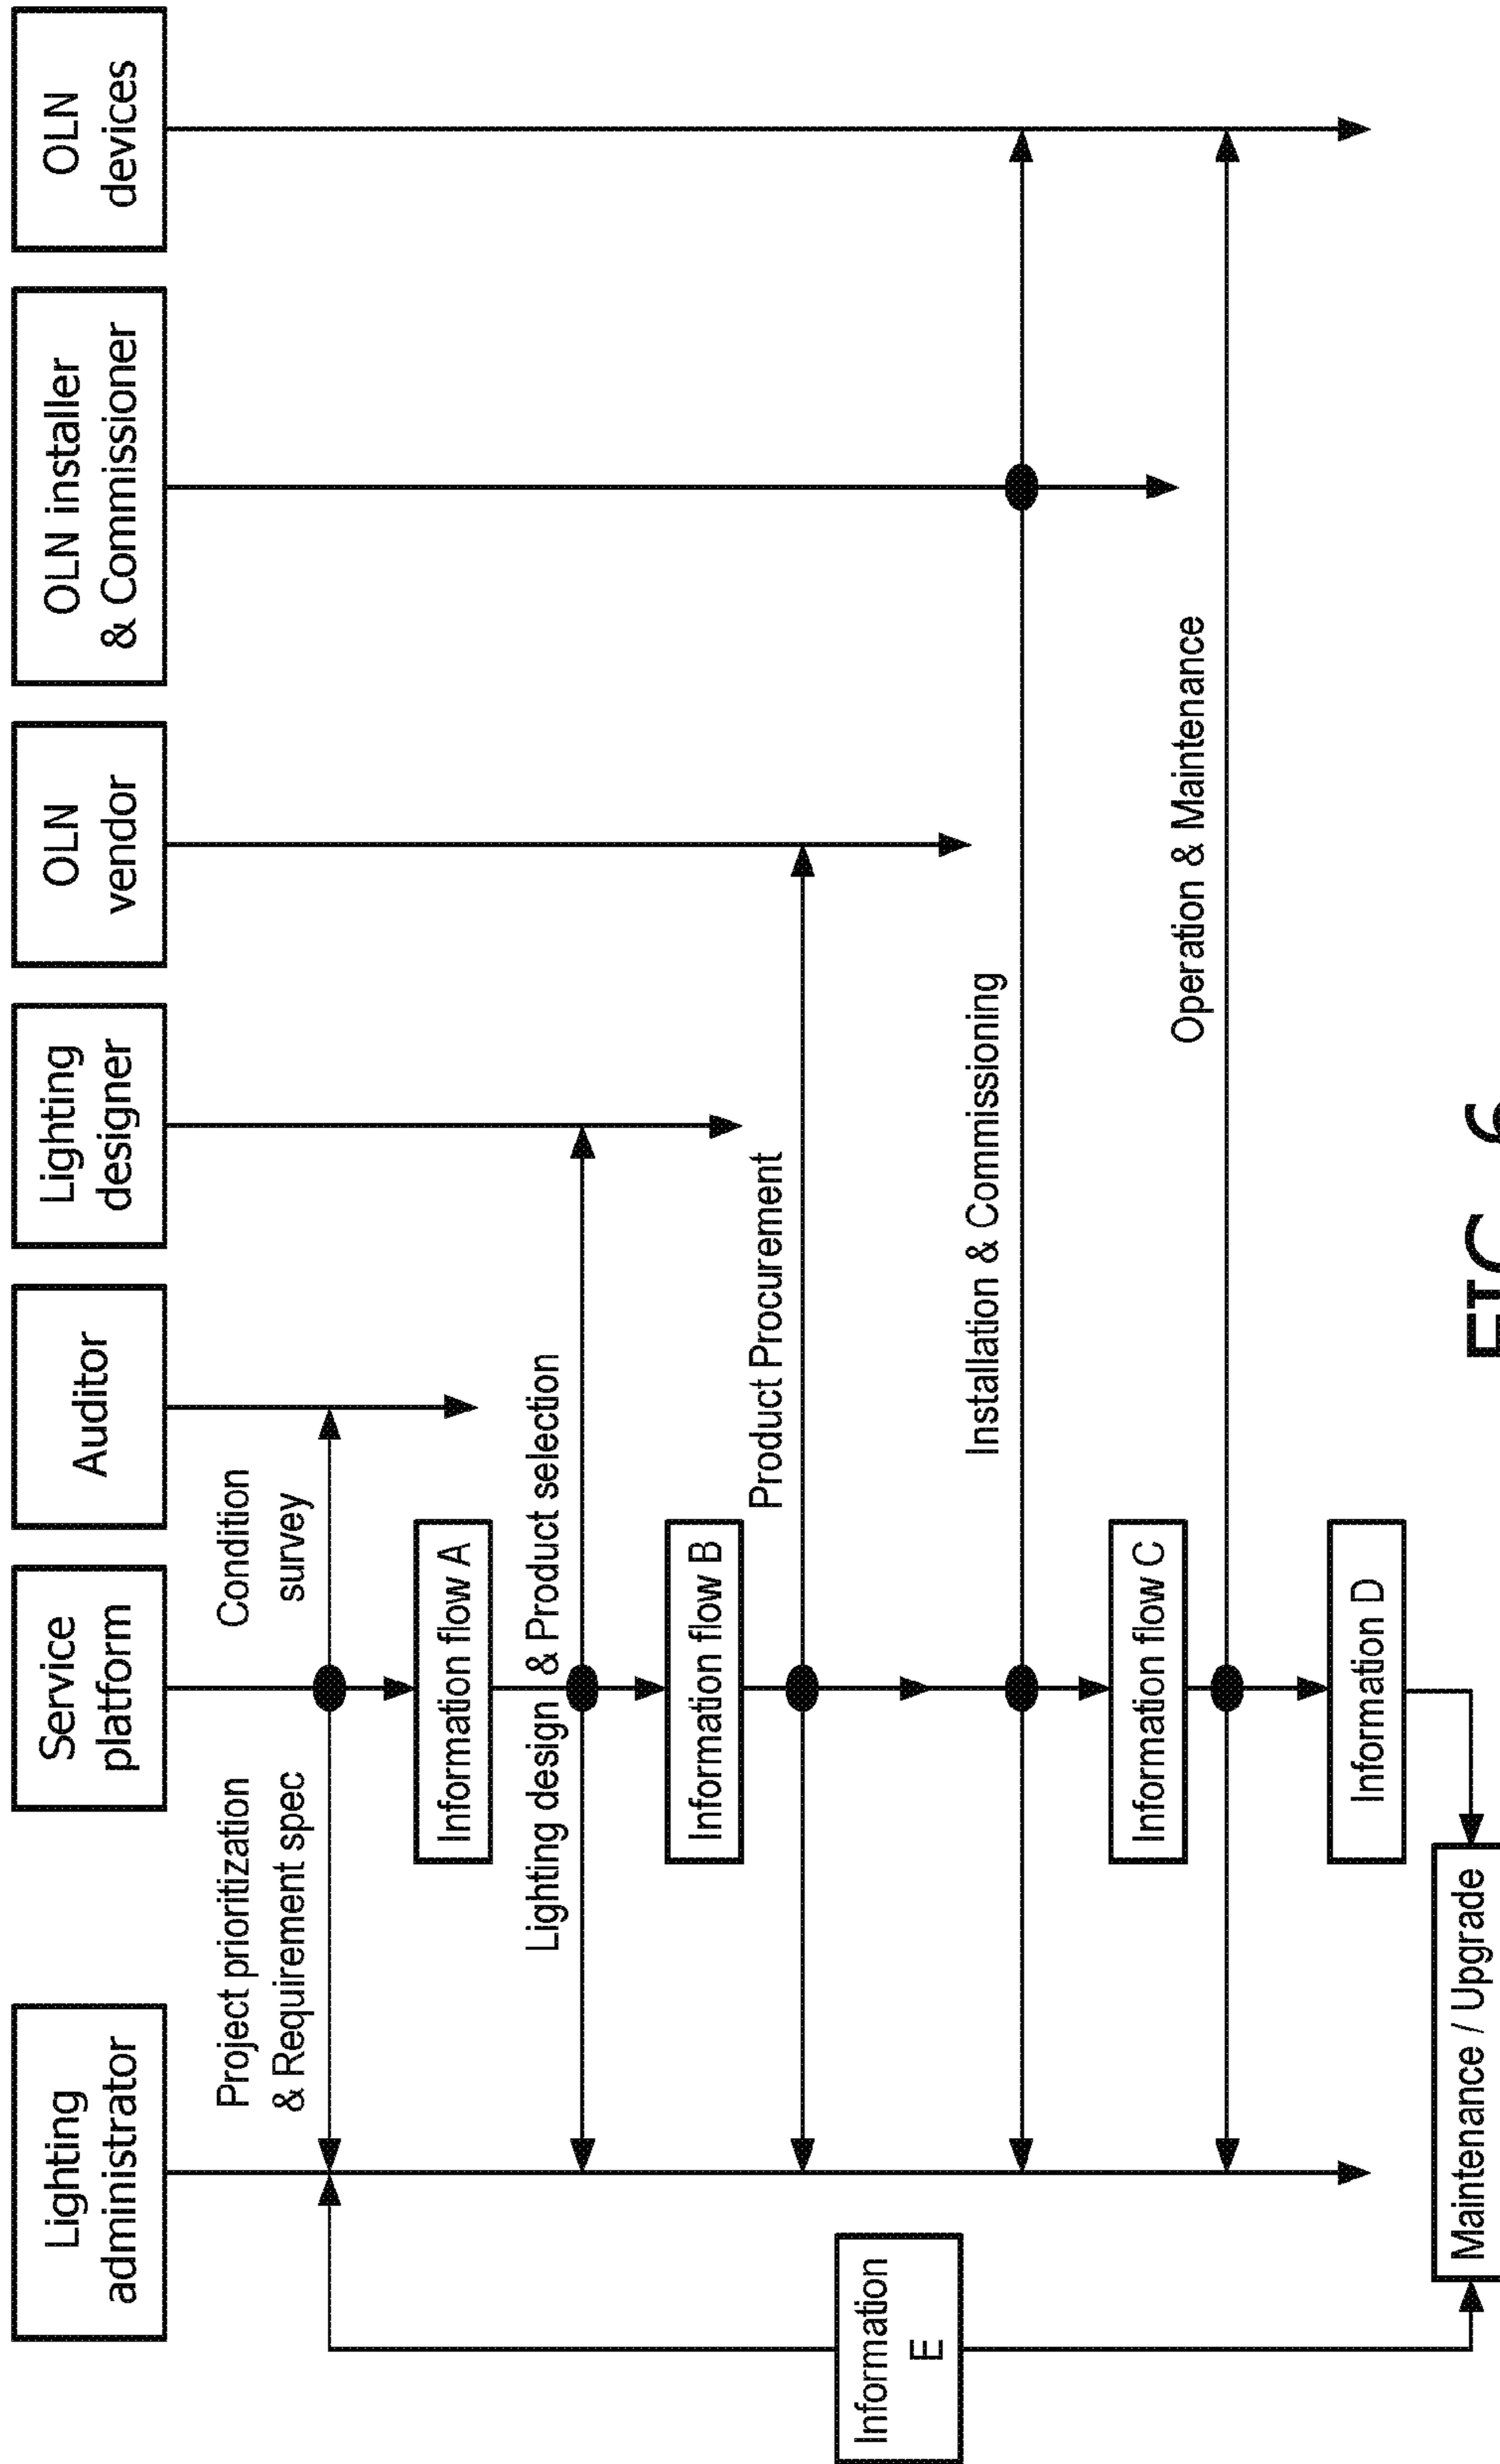 Lighting
administrator
Service
platform
Auditor
Lighting
designer
OLN
vendor
OLN installer
& Commissioner
OLN
devices
Project prioritization
& Requirement spec
Condition
survey
Information flow A
Lighting design & Product selection
Information flow B
Product Procurement
Information
E
Installation & Commissioning
Information flow C
Operation & Maintenance
Information D
Maintenance / Upgrade
FIG. 6